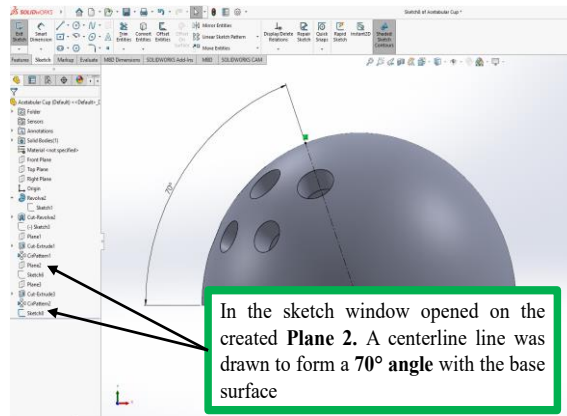 SOLIDWORKS
Sketch8 of Acetabular Cup *
Exit Sketch
Smart Dimension
Trim Entities
Convert Entities
Offset Entities
Mirror Entities
Linear Sketch Pattern
Move Entities
Display/Delete Relations
Repair Sketch
Quick Snaps
Rapid Sketch
Instant2D
Shaded Sketch Contours
Features Sketch Markup Evaluate MBD Dimensions SOLIDWORKS Add-Ins MBD SOLIDWORKS CAM
Acetabular Cup (Default) <<Default>_D
Folder
Sensors
Annotations
Solid Bodies(1)
Material <not specified>
Front Plane
Top Plane
Right Plane
Origin
Revolve2
Sketch1
Cut-Revolve2
(-) Sketch3
Plane1
Cut-Extrude1
CirPattern1
Plane2
Sketch6
Plane3
Cut-Extrude3
CirPattern2
Sketch8
70°
In the sketch window opened on the
created Plane 2. A centerline line was
drawn to form a 70° angle with the base
surface